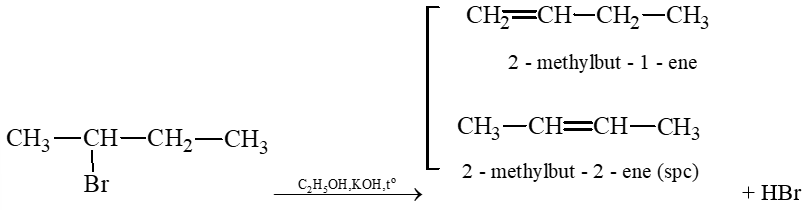 CH₂=CH—CH₂—CH₃
2 - methylbut - 1 - ene
CH₃—CH=CH—CH₃
2 - methylbut - 2 - ene (spc)
CH₃—CH—CH₂—CH₃
Br
C₂H₅OH,KOH,t°
+ HBr